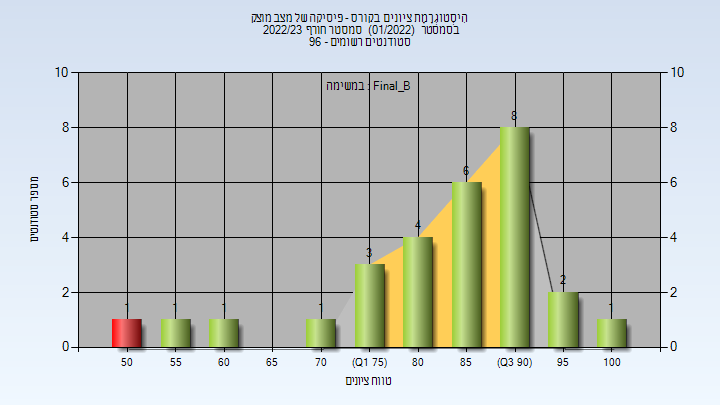 הִיסְטוֹגְרָמַת ציונים בקורס - פיסיקה של מצב מוצק
בסמסטר (01/2022) סמסטר חורף 2022/23
סטודנטים רשומים - 96
במשימה : Final_B
מספר סטודנטים
10 10
8 8
6 6
4 4
2 2
0 0
1 1 1 1 3 4 6 8 2 1
50 55 60 65 70 (Q1 75) 80 85 (Q3 90) 95 100
טווח ציונים